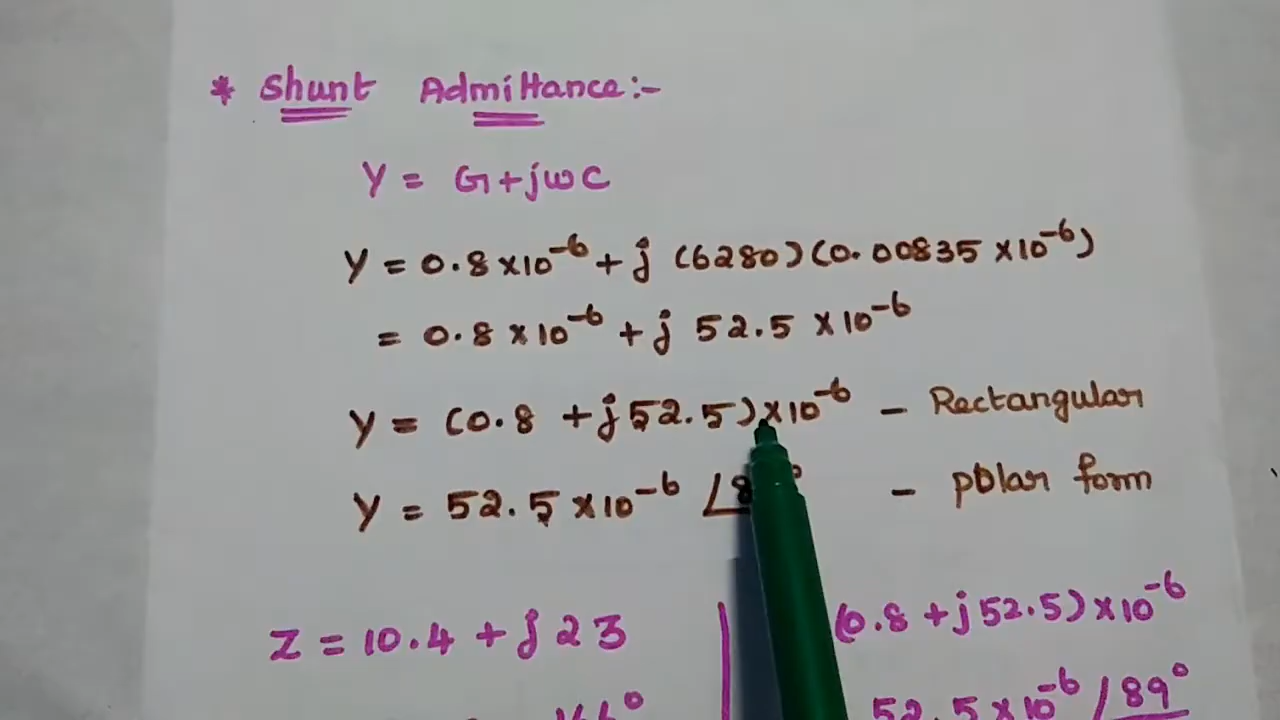 * Shunt Admittance:-
Y = G+jωC
Y = 0.8×10⁻⁶ + j (6280)(0.00835 ×10⁻⁶)
= 0.8×10⁻⁶ + j 52.5 ×10⁻⁶
Y = (0.8 + j52.5)×10⁻⁶ - Rectangular
Y = 52.5×10⁻⁶ - polar form
Z = 10.4 + j23
(0.8 + j52.5)×10⁻⁶
52.5×10⁻⁶ /89°